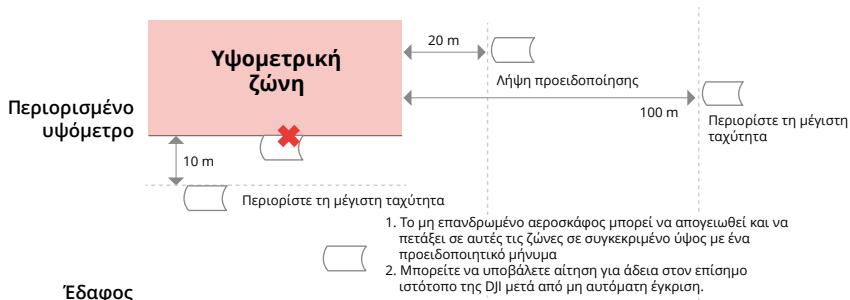 Υψομετρική
ζώνη
20 m
Λήψη προειδοποίησης
Περιορισμένο
υψόμετρο
100 m
Περιορίστε τη μέγιστη
ταχύτητα
10 m
Περιορίστε τη μέγιστη ταχύτητα
1. Το μη επανδρωμένο αεροσκάφος μπορεί να απογειωθεί και να
πετάξει σε αυτές τις ζώνες σε συγκεκριμένο ύψος με ένα
προειδοποιητικό μήνυμα
2. Μπορείτε να υποβάλετε αίτηση για άδεια στον επίσημο
ιστότοπο της DJI μετά από μη αυτόματη έγκριση.
Έδαφος